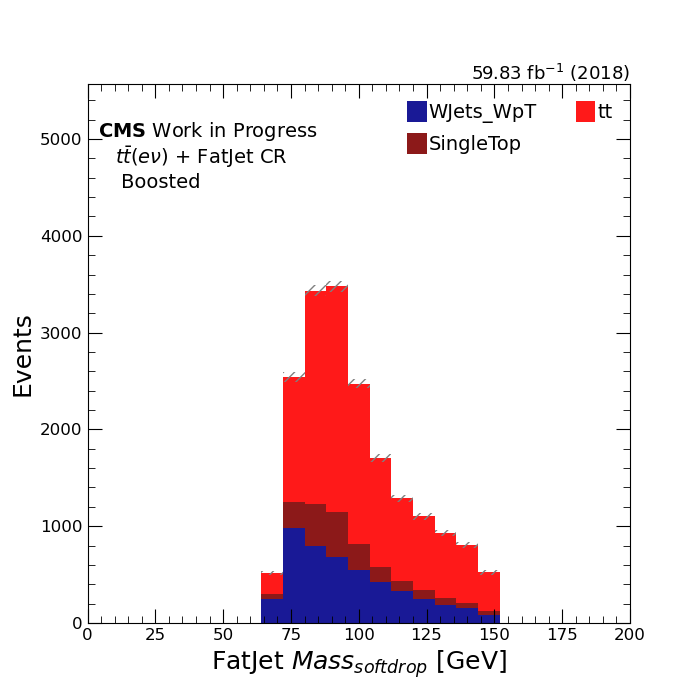 59.83 fb⁻¹ (2018)
WJets_WpT tt
SingleTop
CMS Work in Progress
tt̄(eν) + FatJet CR
Boosted
5000
4000
3000
2000
1000
0
Events
0 25 50 75 100 125 150 175 200
FatJet Mass_softdrop [GeV]